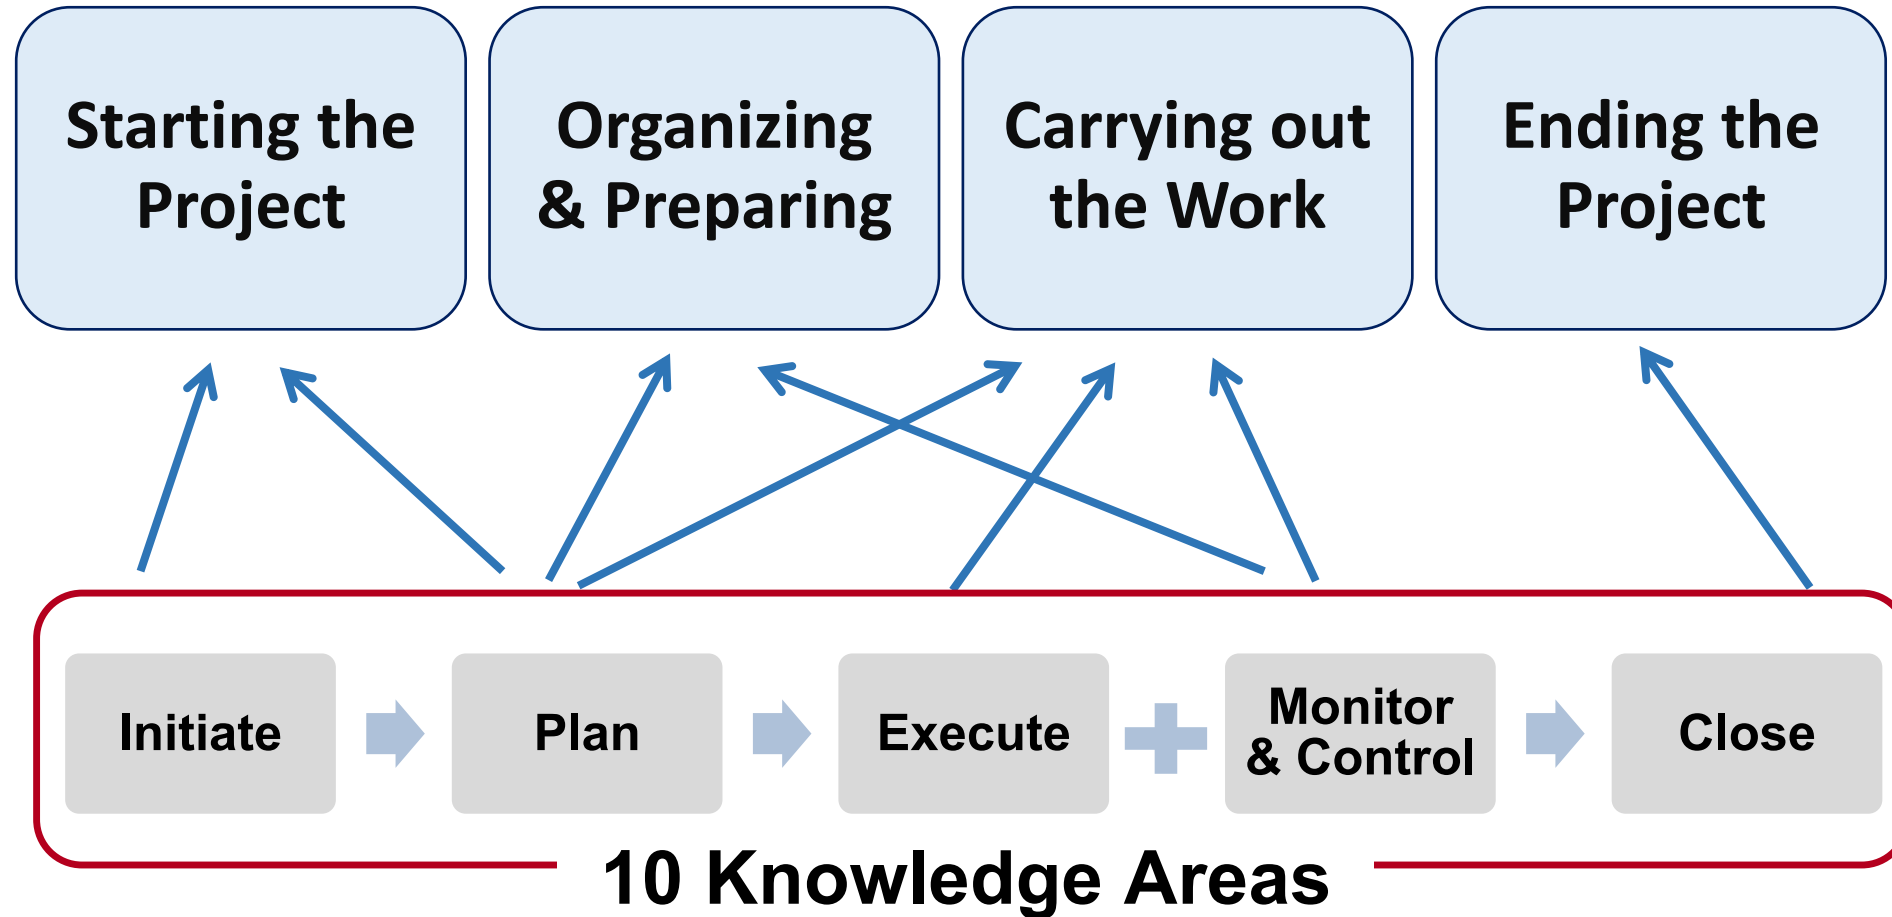 Starting the
Project
Organizing
& Preparing
Carrying out
the Work
Ending the
Project
Initiate
Plan
Execute
Monitor
& Control
Close
10 Knowledge Areas